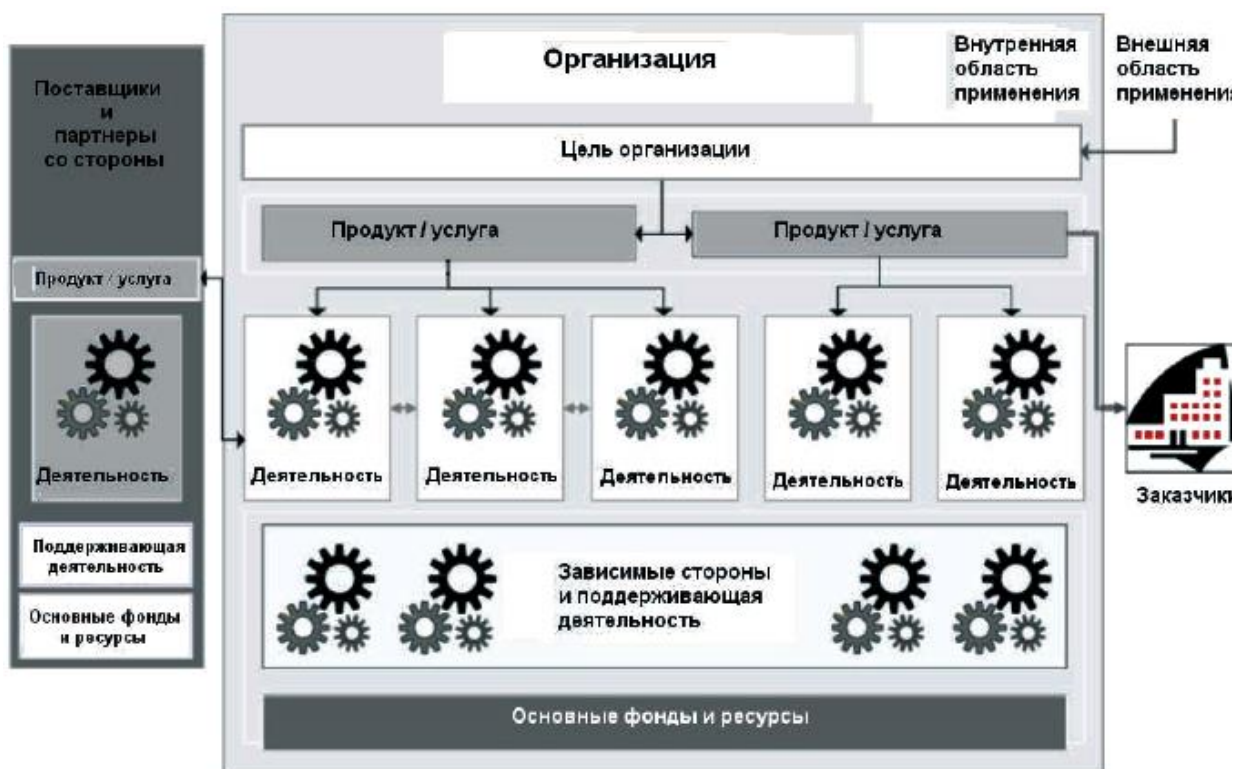 Организация
Внутренняя
область
применения
Внешняя
область
применения
Поставщики
и
партнеры
со стороны
Цель организации
Продукт / услуга
Продукт / услуга
Продукт / услуга
Деятельность
Деятельность
Деятельность
Деятельность
Деятельность
Деятельность
Заказчики
Поддерживающая
деятельность
Основные фонды
и ресурсы
Зависимые стороны
и поддерживающая
деятельность
Основные фонды и ресурсы